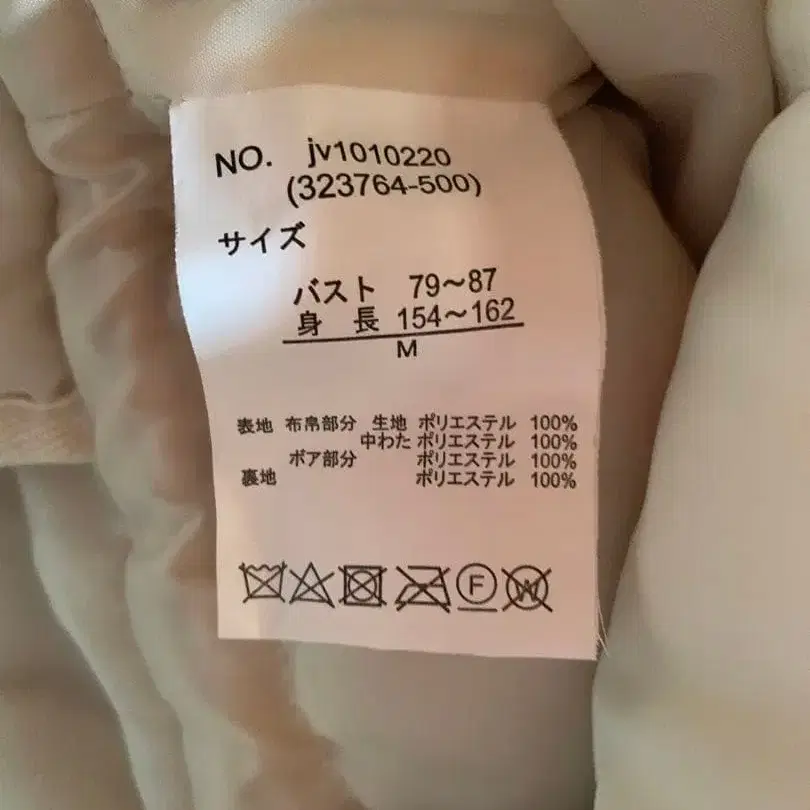 NO. jv1010220
(323764-500)
サイズ
バスト 79〜87
身 長 154〜162
M
表地 布帛部分 生地 ポリエステル 100%
中わた ポリエステル 100%
ボア部分 ポリエステル 100%
裏地 ポリエステル 100%
F W